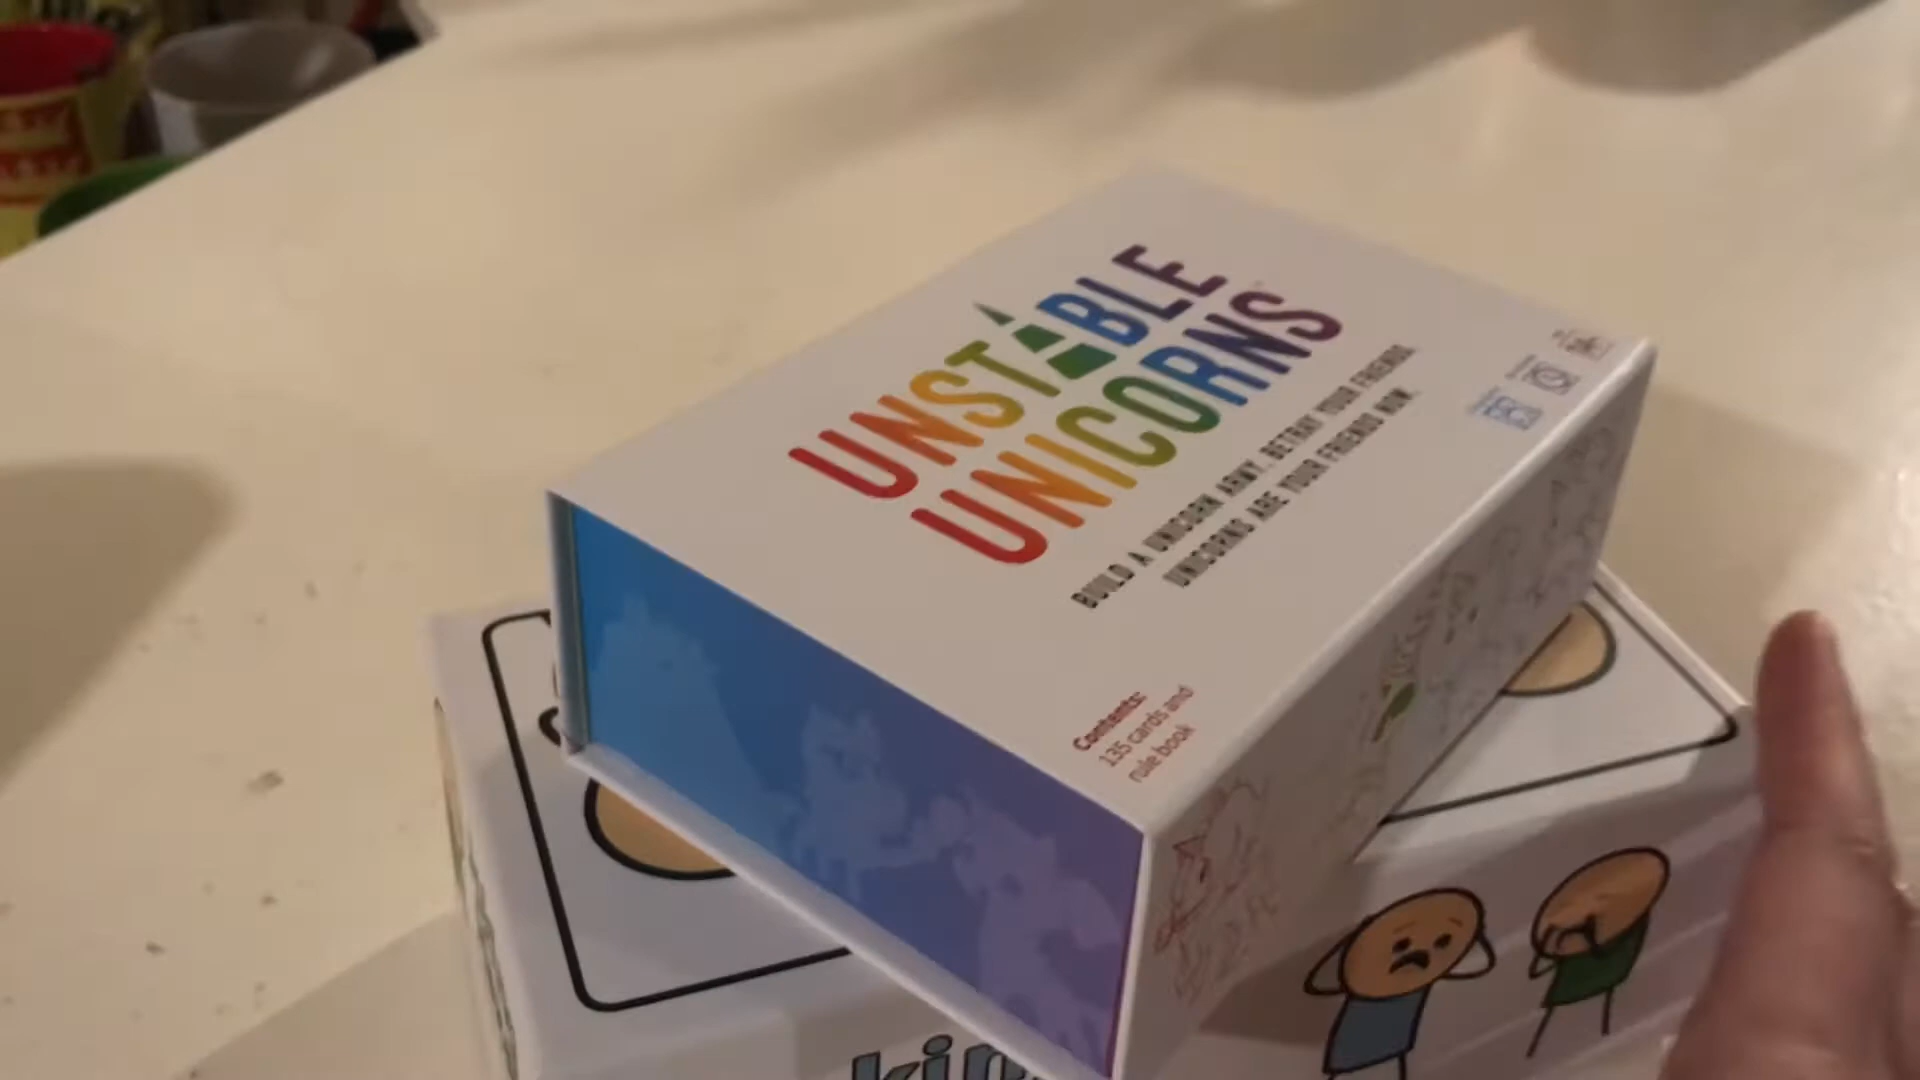 UNSTABLE
UNICORNS
BUILD A UNICORN ARMY. BETRAY YOUR FRIENDS.
UNICORNS ARE YOUR FRIENDS NOW.
Contents:
135 cards and
rule book